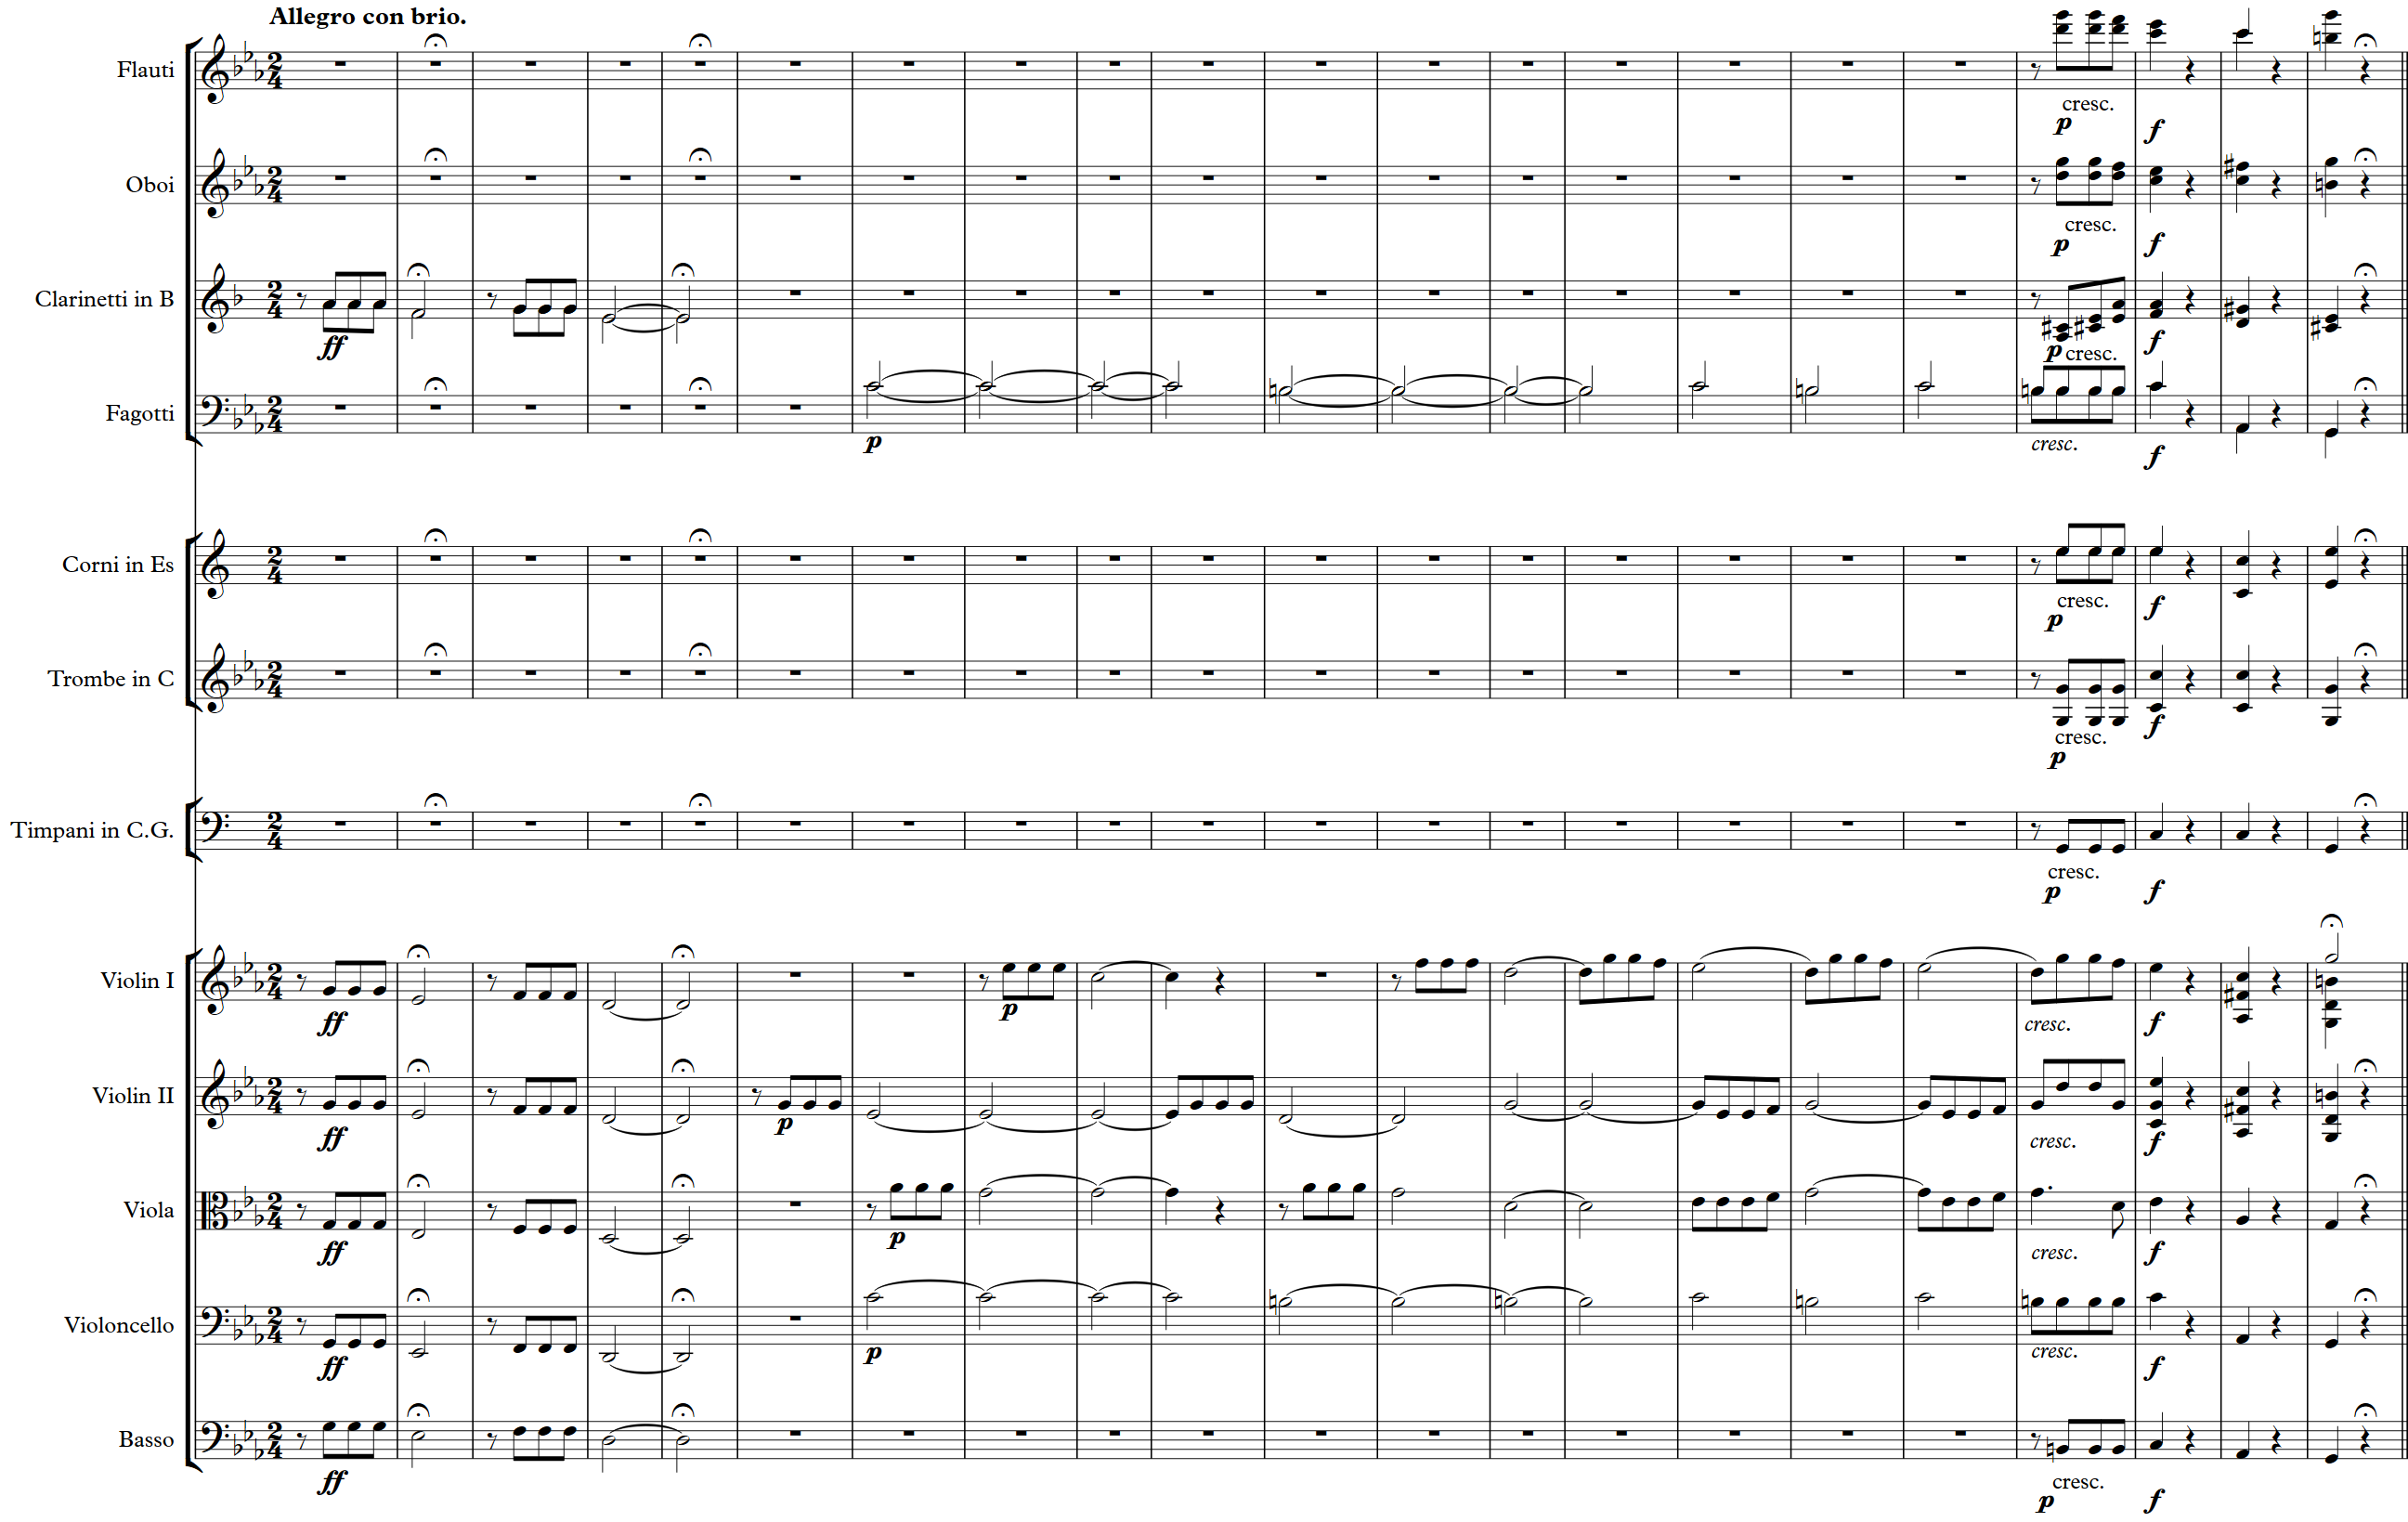 Allegro con brio.
Flauti
cresc.
p f
Oboi
cresc.
p f
Clarinetti in B
ff p cresc. f
Fagotti
p cresc. f
Corni in Es
cresc. f
p
Trombe in C
f
cresc.
p
Timpani in C.G.
cresc.
p f
Violin I
ff p cresc. f
Violin II
ff p cresc. f
Viola
ff p cresc. f
Violoncello
ff p cresc. f
Basso
ff cresc.
p f